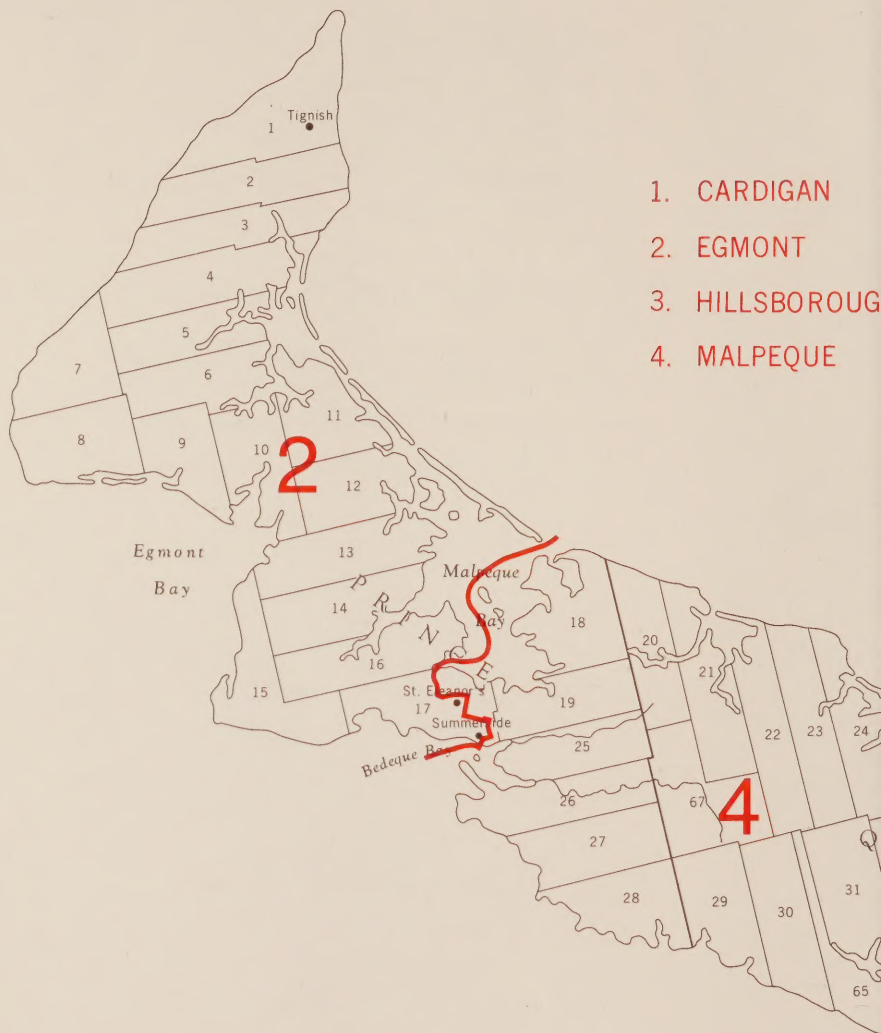 Tignish
1
2
3
4
5
6
7
8
9
10
11
12
2
1. CARDIGAN
2. EGMONT
3. HILLSBOROUG
4. MALPEQUE
Egmont
Bay
13
14
15
16
PRINCE
Malpeque
Bay
St. Eleanor's
17
Summerside
Bedeque Bay
18
19
20
21
22
23
24
25
26
27
28
67
4
29
30
31
65
Q